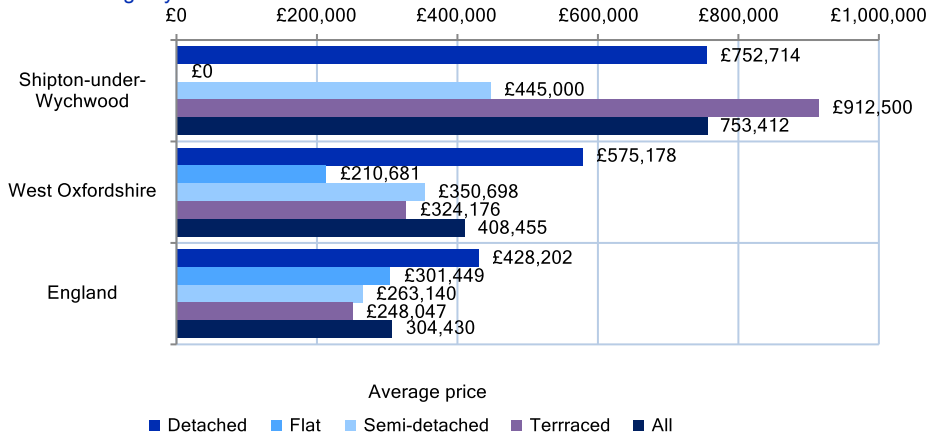 £0 £200,000 £400,000 £600,000 £800,000 £1,000,000
Shipton-under-
Wychwood
£752,714
£0
£445,000
£912,500
753,412
West Oxfordshire
£575,178
£210,681
£350,698
£324,176
408,455
England
£428,202
£301,449
£263,140
£248,047
304,430
Average price
Detached Flat Semi-detached Terrraced All